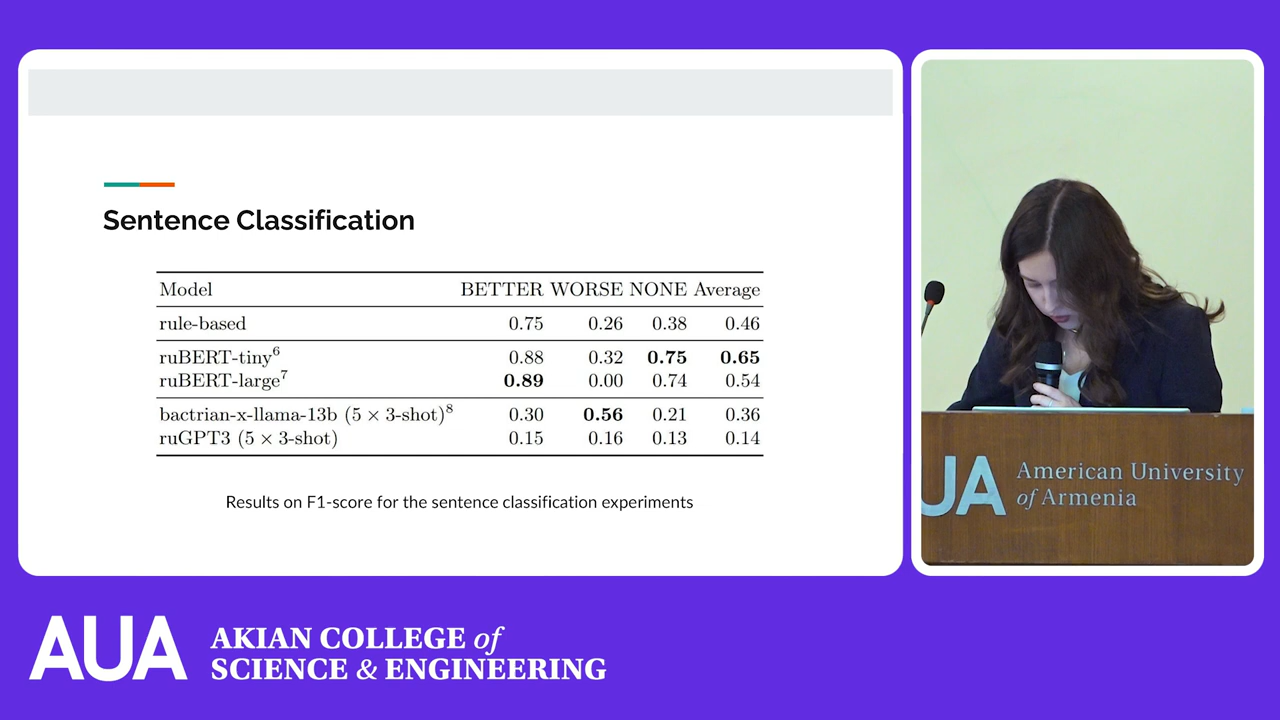 Sentence Classification
Model BETTER WORSE NONE Average
rule-based 0.75 0.26 0.38 0.46
ruBERT-tiny⁶ 0.88 0.32 0.75 0.65
ruBERT-large⁷ 0.89 0.00 0.74 0.54
bactrian-x-llama-13b (5 × 3-shot)⁸ 0.30 0.56 0.21 0.36
ruGPT3 (5 × 3-shot) 0.15 0.16 0.13 0.14
Results on F1-score for the sentence classification experiments
UA American University
of Armenia
AUA AKIAN COLLEGE of
SCIENCE & ENGINEERING